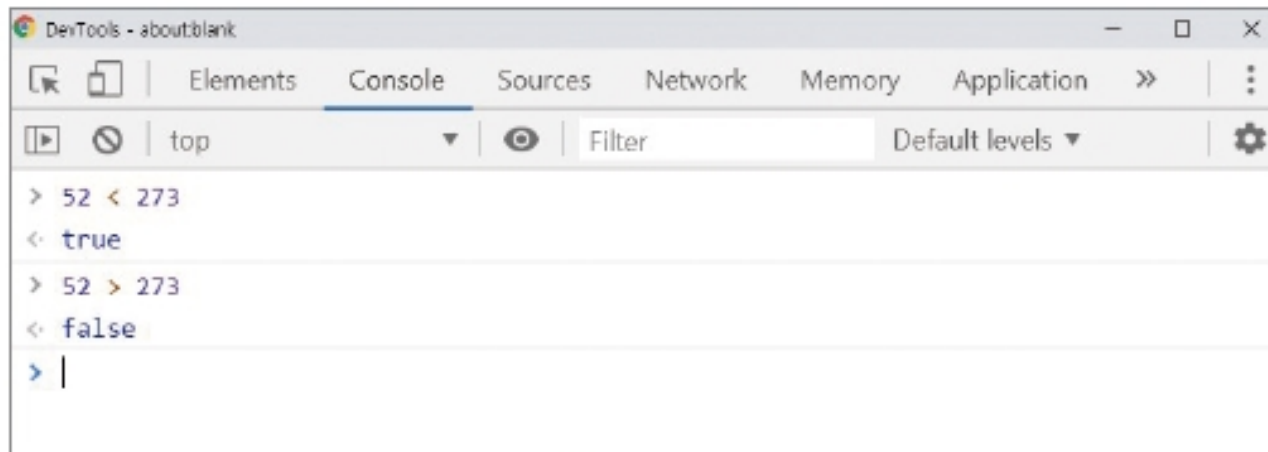 DevTools - about:blank
Elements Console Sources Network Memory Application »
top Filter Default levels
> 52 < 273
true
> 52 > 273
false
>